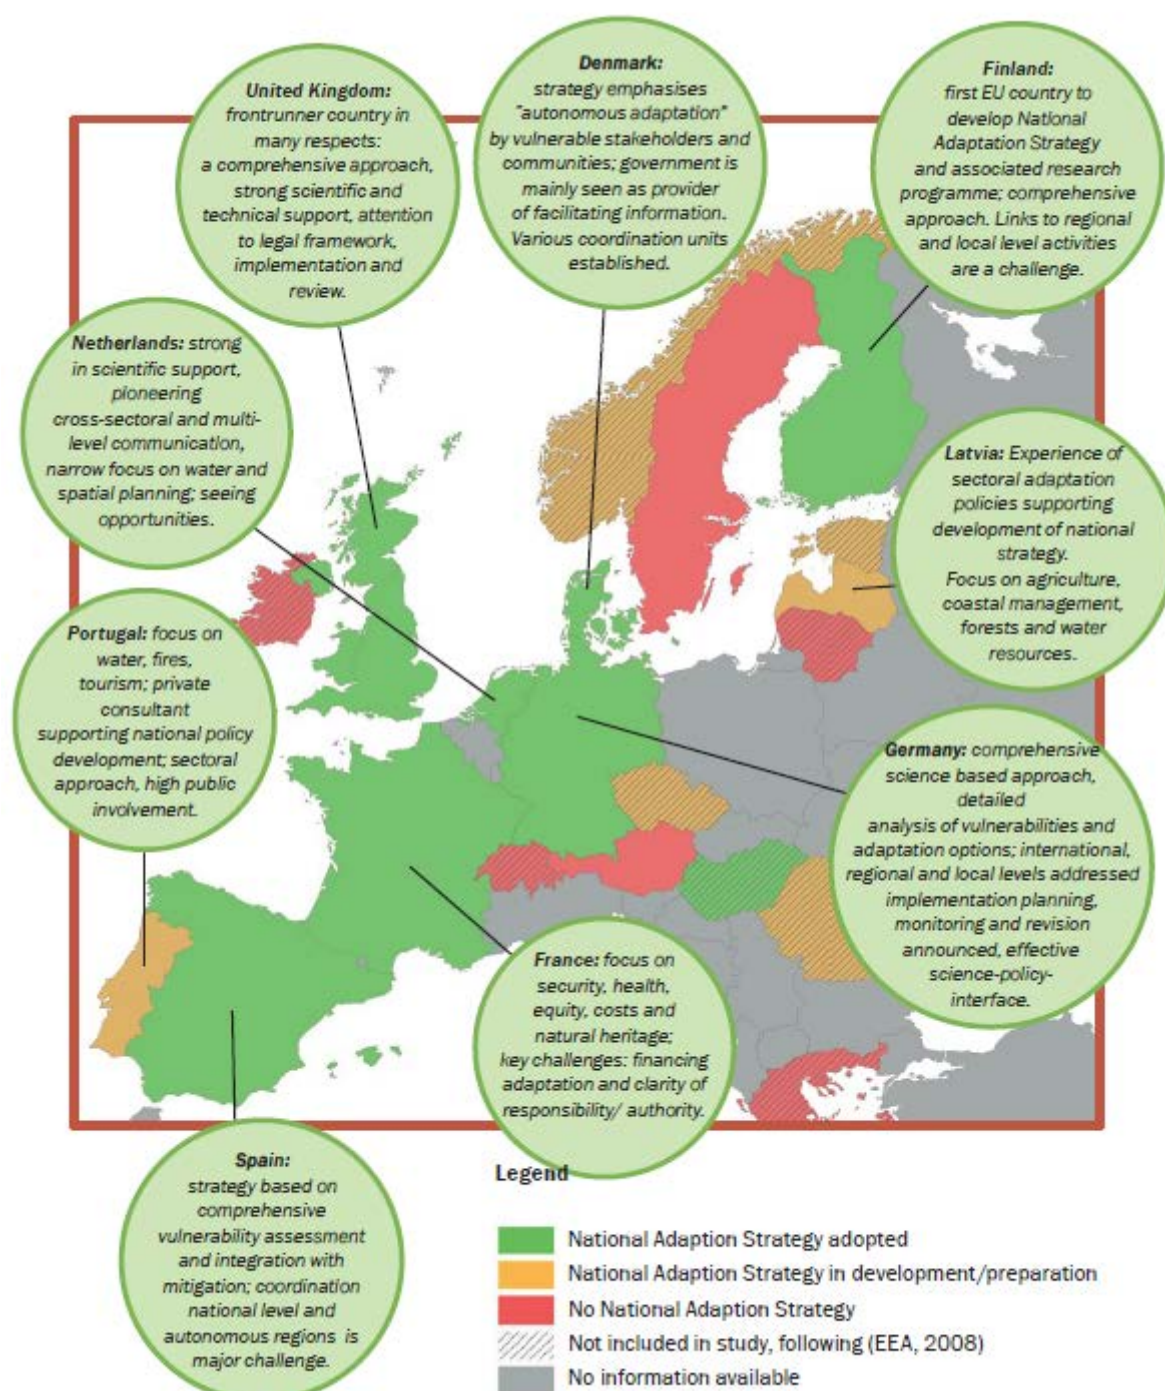 United Kingdom:
frontrunner country in
many respects:
a comprehensive approach,
strong scientific and
technical support, attention
to legal framework,
implementation and
review.
Denmark:
strategy emphasises
"autonomous adaptation"
by vulnerable stakeholders and
communities; government is
mainly seen as provider
of facilitating information.
Various coordination units
established.
Finland:
first EU country to
develop National
Adaptation Strategy
and associated research
programme; comprehensive
approach. Links to regional
and local level activities
are a challenge.
Netherlands: strong
in scientific support,
pioneering
cross-sectoral and multi-
level communication,
narrow focus on water and
spatial planning; seeing
opportunities.
Latvia: Experience of
sectoral adaptation
policies supporting
development of national
strategy.
Focus on agriculture,
coastal management,
forests and water
resources.
Portugal: focus on
water, fires,
tourism; private
consultant
supporting national policy
development; sectoral
approach, high public
involvement.
Germany: comprehensive
science based approach,
detailed
analysis of vulnerabilities and
adaptation options; international,
regional and local levels addressed
implementation planning,
monitoring and revision
announced, effective
science-policy-
interface.
France: focus on
security, health,
equity, costs and
natural heritage;
key challenges: financing
adaptation and clarity of
responsibility/ authority.
Spain:
strategy based on
comprehensive
vulnerability assessment
and integration with
mitigation; coordination
national level and
autonomous regions is
major challenge.
Legend
National Adaption Strategy adopted
National Adaption Strategy in development/preparation
No National Adaption Strategy
Not included in study, following (EEA, 2008)
No information available